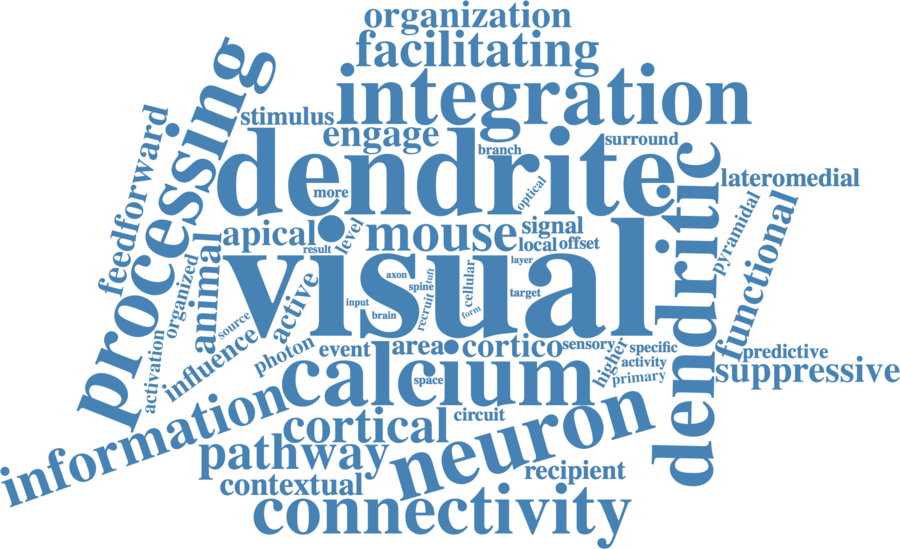 organization
facilitating
integration
processing
stimulus
engage
surround
branch
dendrite
feedforward
dendritic
lateromedial
more
optical
pyramidal
functional
apical
level
mouse
signal
local
offset
result
animal
visual
layer
organized
axon
tuft
spine
cellular
active
target
recruit
input
brain
form
source
influence
photon
event
area
cortico
sensory
higher
specific
activity
primary
predictive
suppressive
activation
calcium
space
information
cortical
circuit
neuron
pathway
recipient
contextual
connectivity